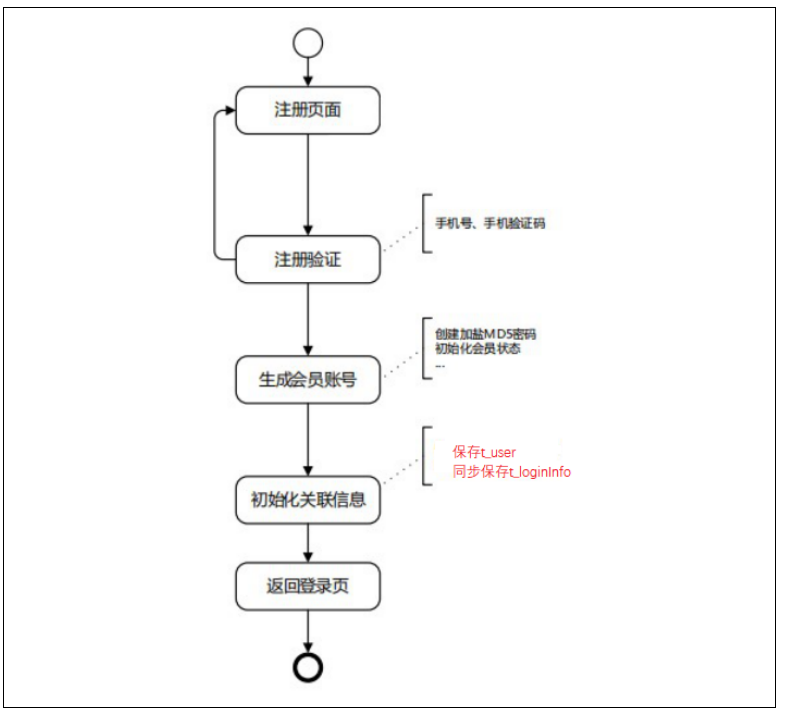 注册页面
手机号、手机验证码
注册验证
创建加盐MD5密码
初始化会员状态
...
生成会员账号
保存t_user
同步保存t_loginInfo
初始化关联信息
返回登录页